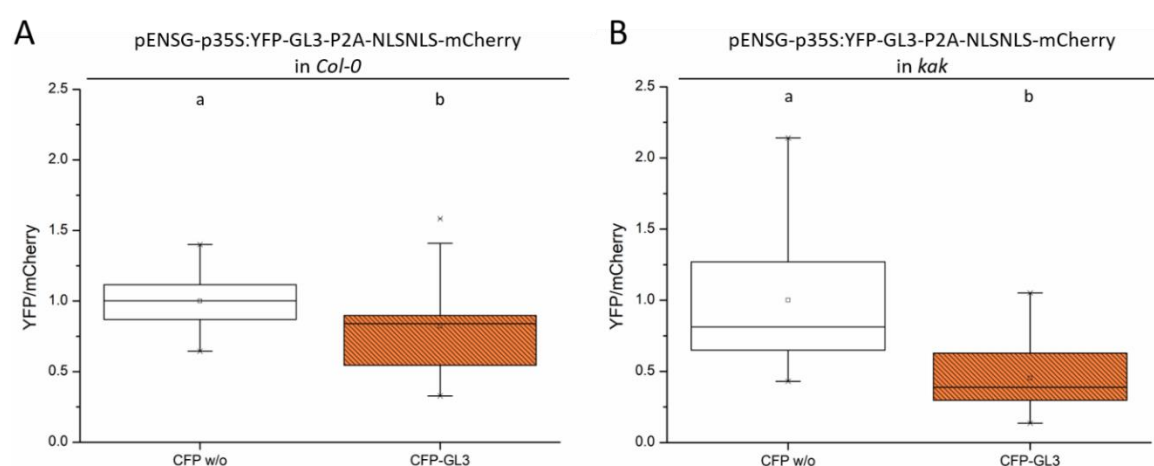 A
pENSG-p35S:YFP-GL3-P2A-NLSNLS-mCherry
in Col-0
2.5
2.0
1.5
1.0
0.5
0.0
YFP/mCherry
a
b
CFP w/o
CFP-GL3
B
pENSG-p35S:YFP-GL3-P2A-NLSNLS-mCherry
in kak
2.5
2.0
1.5
1.0
0.5
0.0
YFP/mCherry
a
b
CFP w/o
CFP-GL3